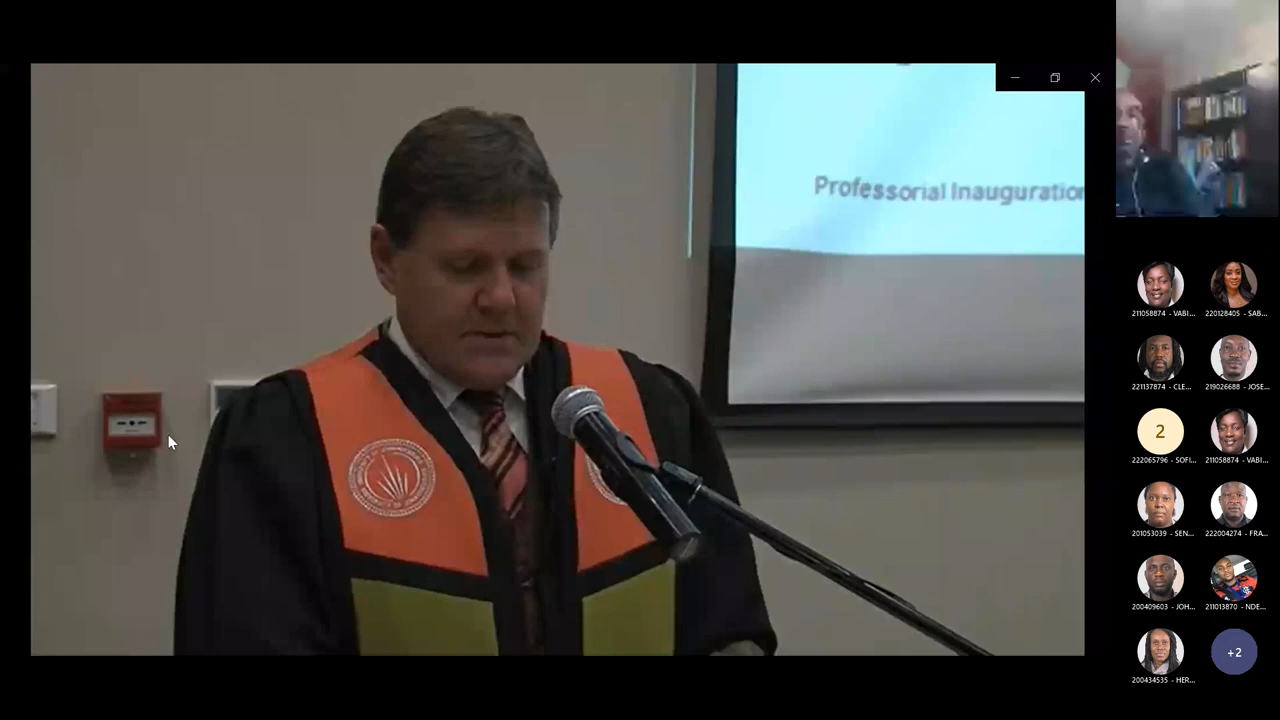 Professorial Inauguration
211058874 - VABI...
220128405 - SAB...
221137874 - CLE...
219026688 - JOSE...
2
222065796 - SOFI...
211058874 - VABI...
201053039 - SEN...
222004274 - FRA...
200409603 - JOH...
211013870 - NDE...
200434535 - HER...
+2